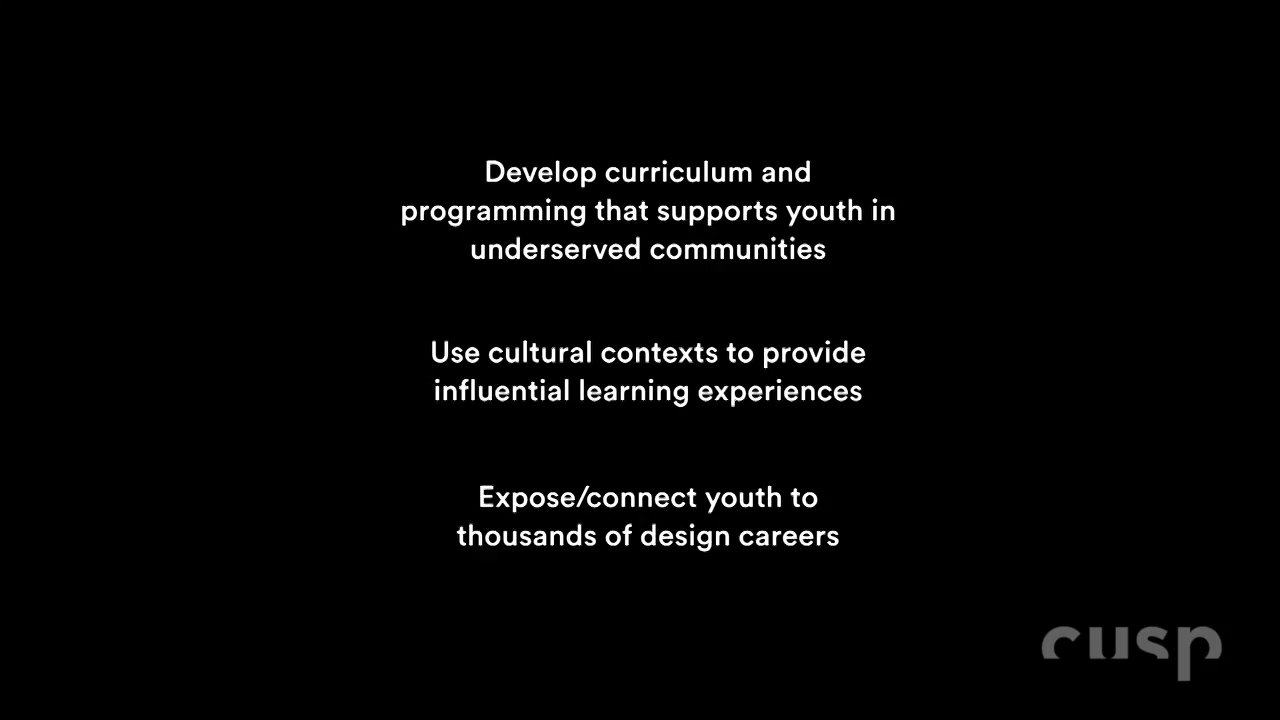 Develop curriculum and
programming that supports youth in
underserved communities
Use cultural contexts to provide
influential learning experiences
Expose/connect youth to
thousands of design careers
cusp